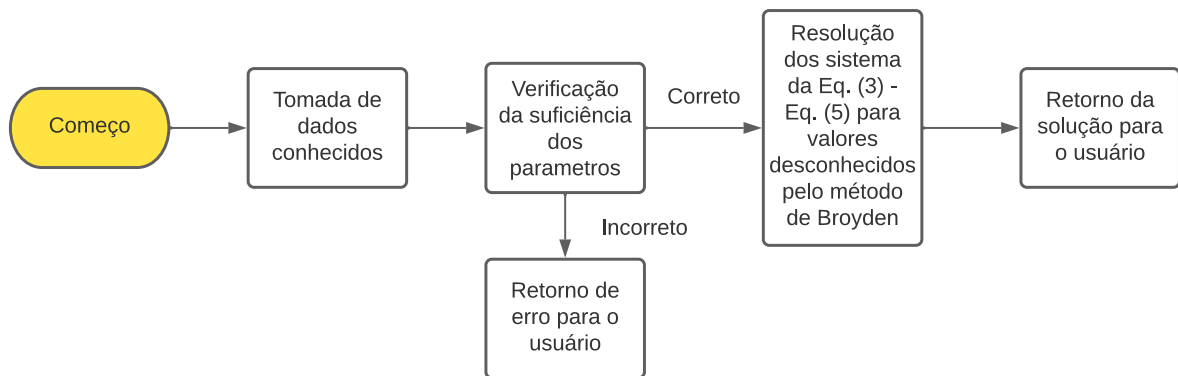 Começo
Tomada de
dados
conhecidos
Verificação
da suficiência
dos
parametros
Correto
Resolução
dos sistema
da Eq. (3) -
Eq. (5) para
valores
desconhecidos
pelo método
de Broyden
Retorno da
solução para
o usuário
Incorreto
Retorno de
erro para o
usuário